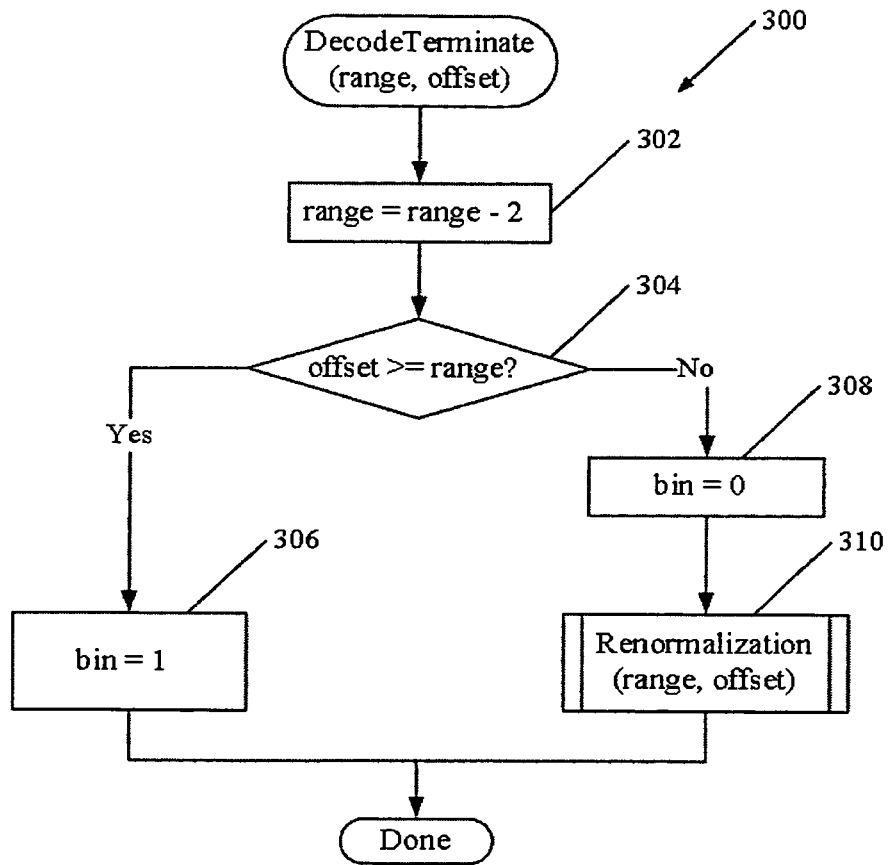 DecodeTerminate
(range, offset)
300
302
range = range - 2
304
offset >= range?
No
Yes
308
bin = 0
306
310
bin = 1
Renormalization
(range, offset)
Done